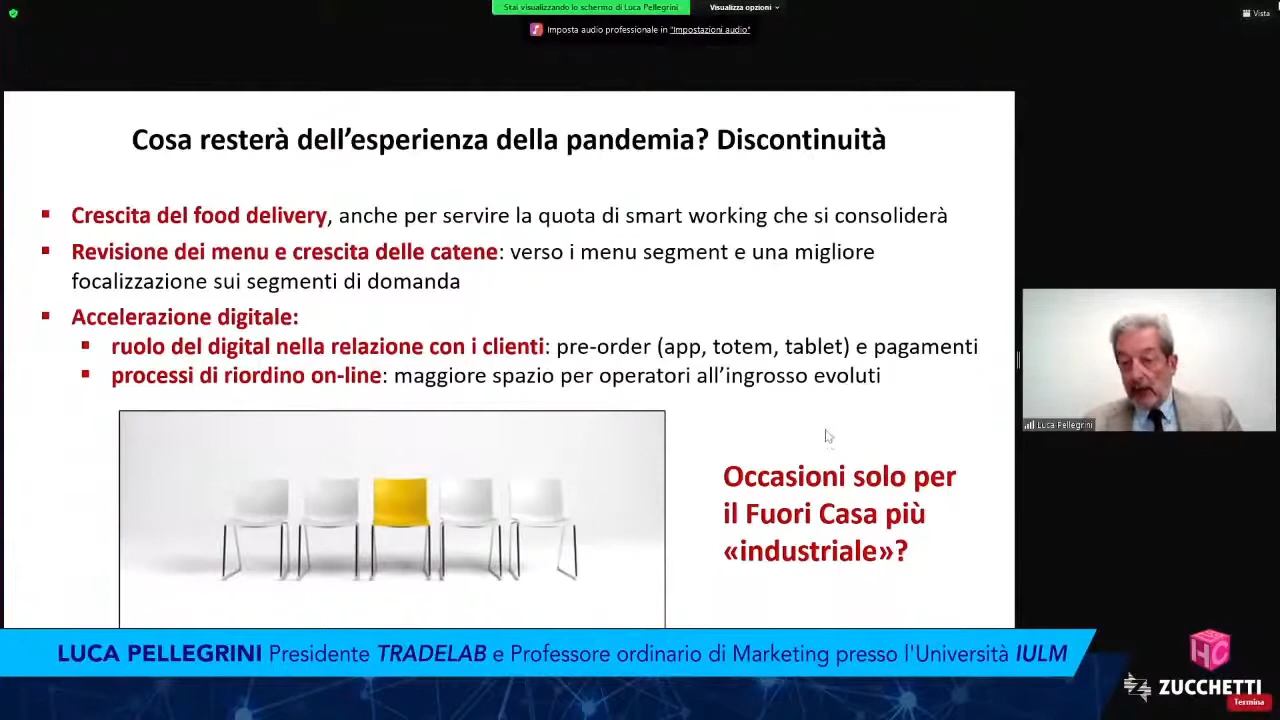 Stai visualizzando lo schermo di Luca Pellegrini
Visualizza opzioni
Vista
Imposta audio professionale in "Impostazioni audio"
Cosa resterà dell’esperienza della pandemia? Discontinuità
Crescita del food delivery, anche per servire la quota di smart working che si consoliderà
Revisione dei menu e crescita delle catene: verso i menu segment e una migliore
focalizzazione sui segmenti di domanda
Accelerazione digitale:
ruolo del digital nella relazione con i clienti: pre-order (app, totem, tablet) e pagamenti
processi di riordino on-line: maggiore spazio per operatori all’ingrosso evoluti
Luca Pellegrini
Occasioni solo per
il Fuori Casa più
«industriale»?
LUCA PELLEGRINI Presidente TRADELAB e Professore ordinario di Marketing presso l'Università IULM
HC
ZUCCHETTI
Termina